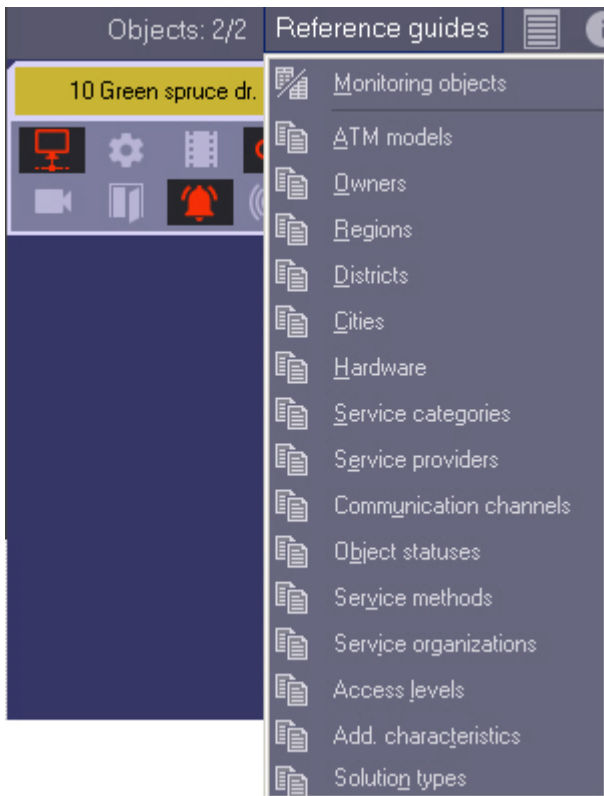 Objects: 2/2 Reference guides
10 Green spruce dr.
Monitoring objects
ATM models
Owners
Regions
Districts
Cities
Hardware
Service categories
Service providers
Communication channels
Object statuses
Service methods
Service organizations
Access levels
Add. characteristics
Solution types